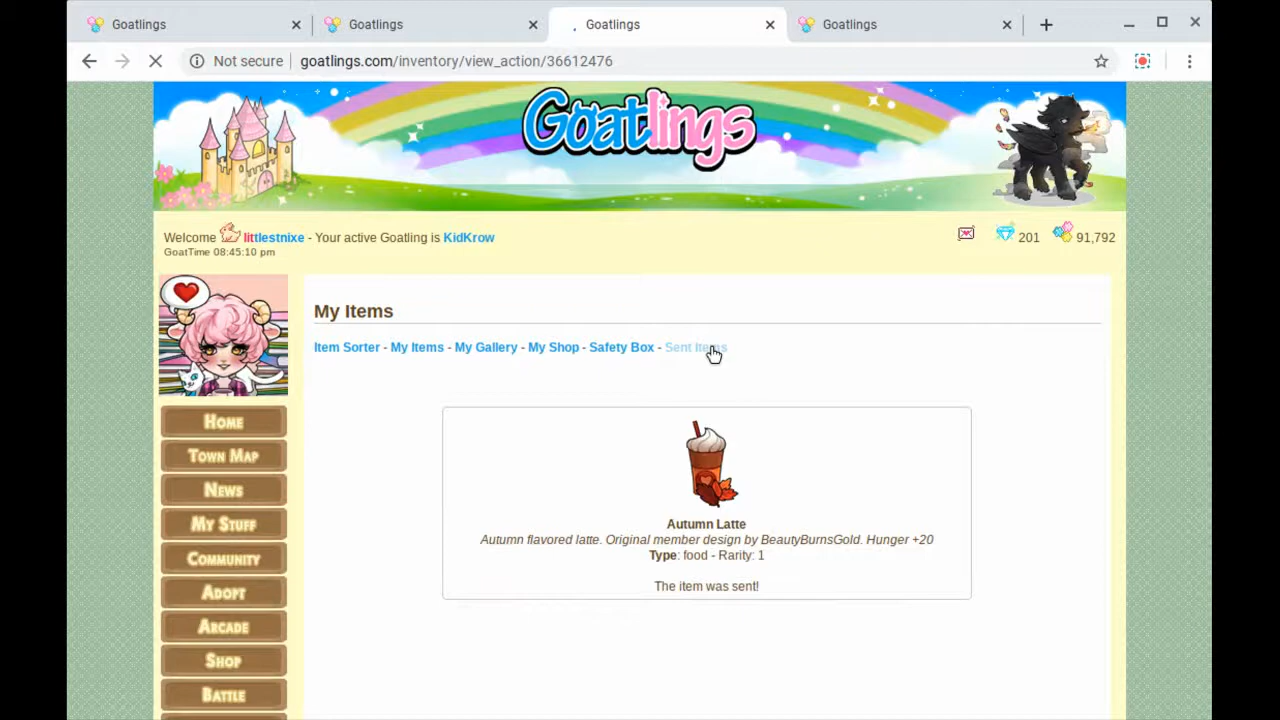 Goatlings
Goatlings
Goatlings
Goatlings
Not secure
goatlings.com/inventory/view_action/36612476
Goatlings
Welcome littlestnixe - Your active Goatling is KidKrow
201
91,792
GoatTime 08:45:10 pm
My Items
Item Sorter - My Items - My Gallery - My Shop - Safety Box - Sent Items
Home
Town Map
News
My Stuff
Community
Adopt
Arcade
Shop
Battle
Autumn Latte
Autumn flavored latte. Original member design by BeautyBurnsGold. Hunger +20
Type: food - Rarity: 1
The item was sent!